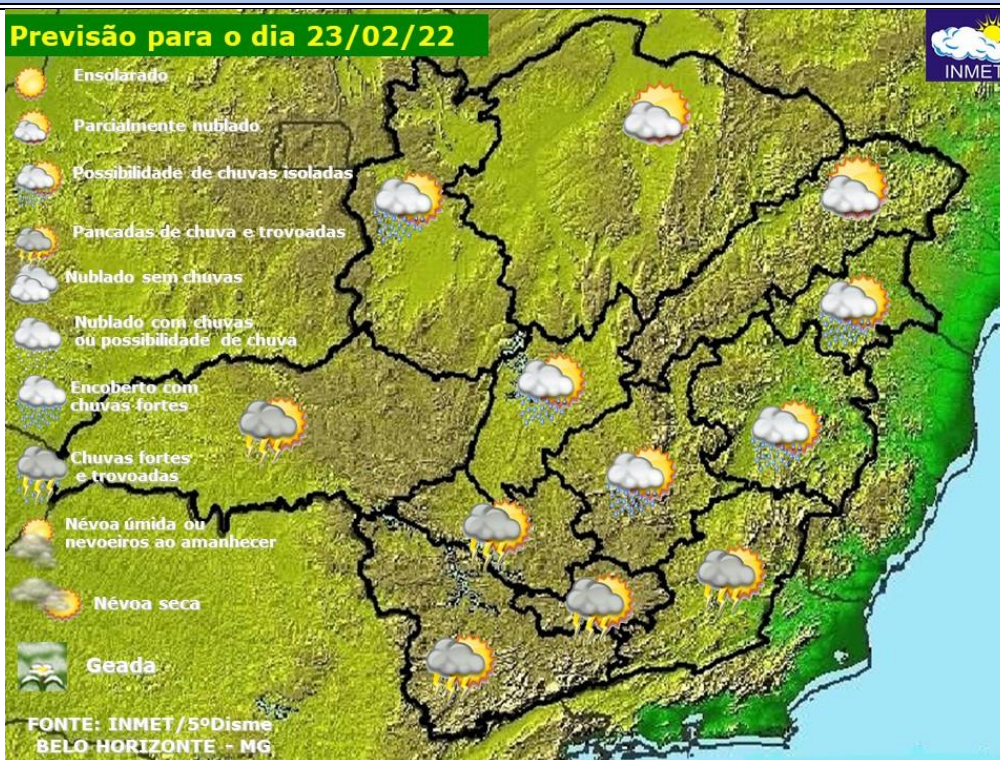 Previsão para o dia 23/02/22
INMET
Ensolarado
Parcialmente nublado
Possibilidade de chuvas isoladas
Pancadas de chuva e trovoadas
Nublado sem chuvas
Nublado com chuvas
ou possibilidade de chuva
Encoberto com
chuvas fortes
Chuvas fortes
e trovoadas
Névoa úmida ou
nevoeiros ao amanhecer
Névoa seca
Geada
FONTE: INMET/5ºDisme
BELO HORIZONTE - MG